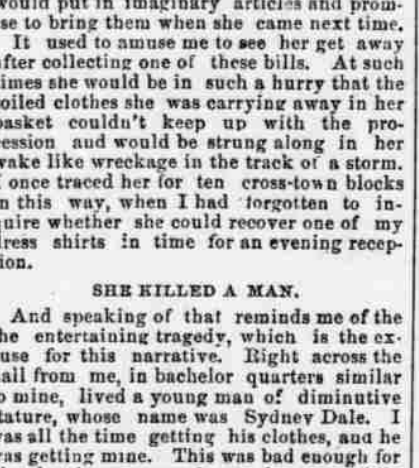 would put in imaginary articles and prom-
se to bring them when she came next time.
It used to amuse me to see her get away
after collecting one of these bills. At such
imes she would be in such a hurry that the
oiled clothes she was carrying away in her
basket couldn't keep up with the pro-
cession and would be strung along in her
wake like wreckage in the track of a storm.
I once traced her for ten cross-town blocks
in this way, when I had forgotten to in-
quire whether she could recover one of my
dress shirts in time for an evening recep-
ion.
SHE KILLED A MAN.
And speaking of that reminds me of the
he entertaining tragedy, which is the ex-
use for this narrative. Right across the
hall from me, in bachelor quarters similar
o mine, lived a young man of diminutive
tature, whose name was Sydney Dale. I
was all the time getting his clothes, and he
was getting mine. This was bad enough for